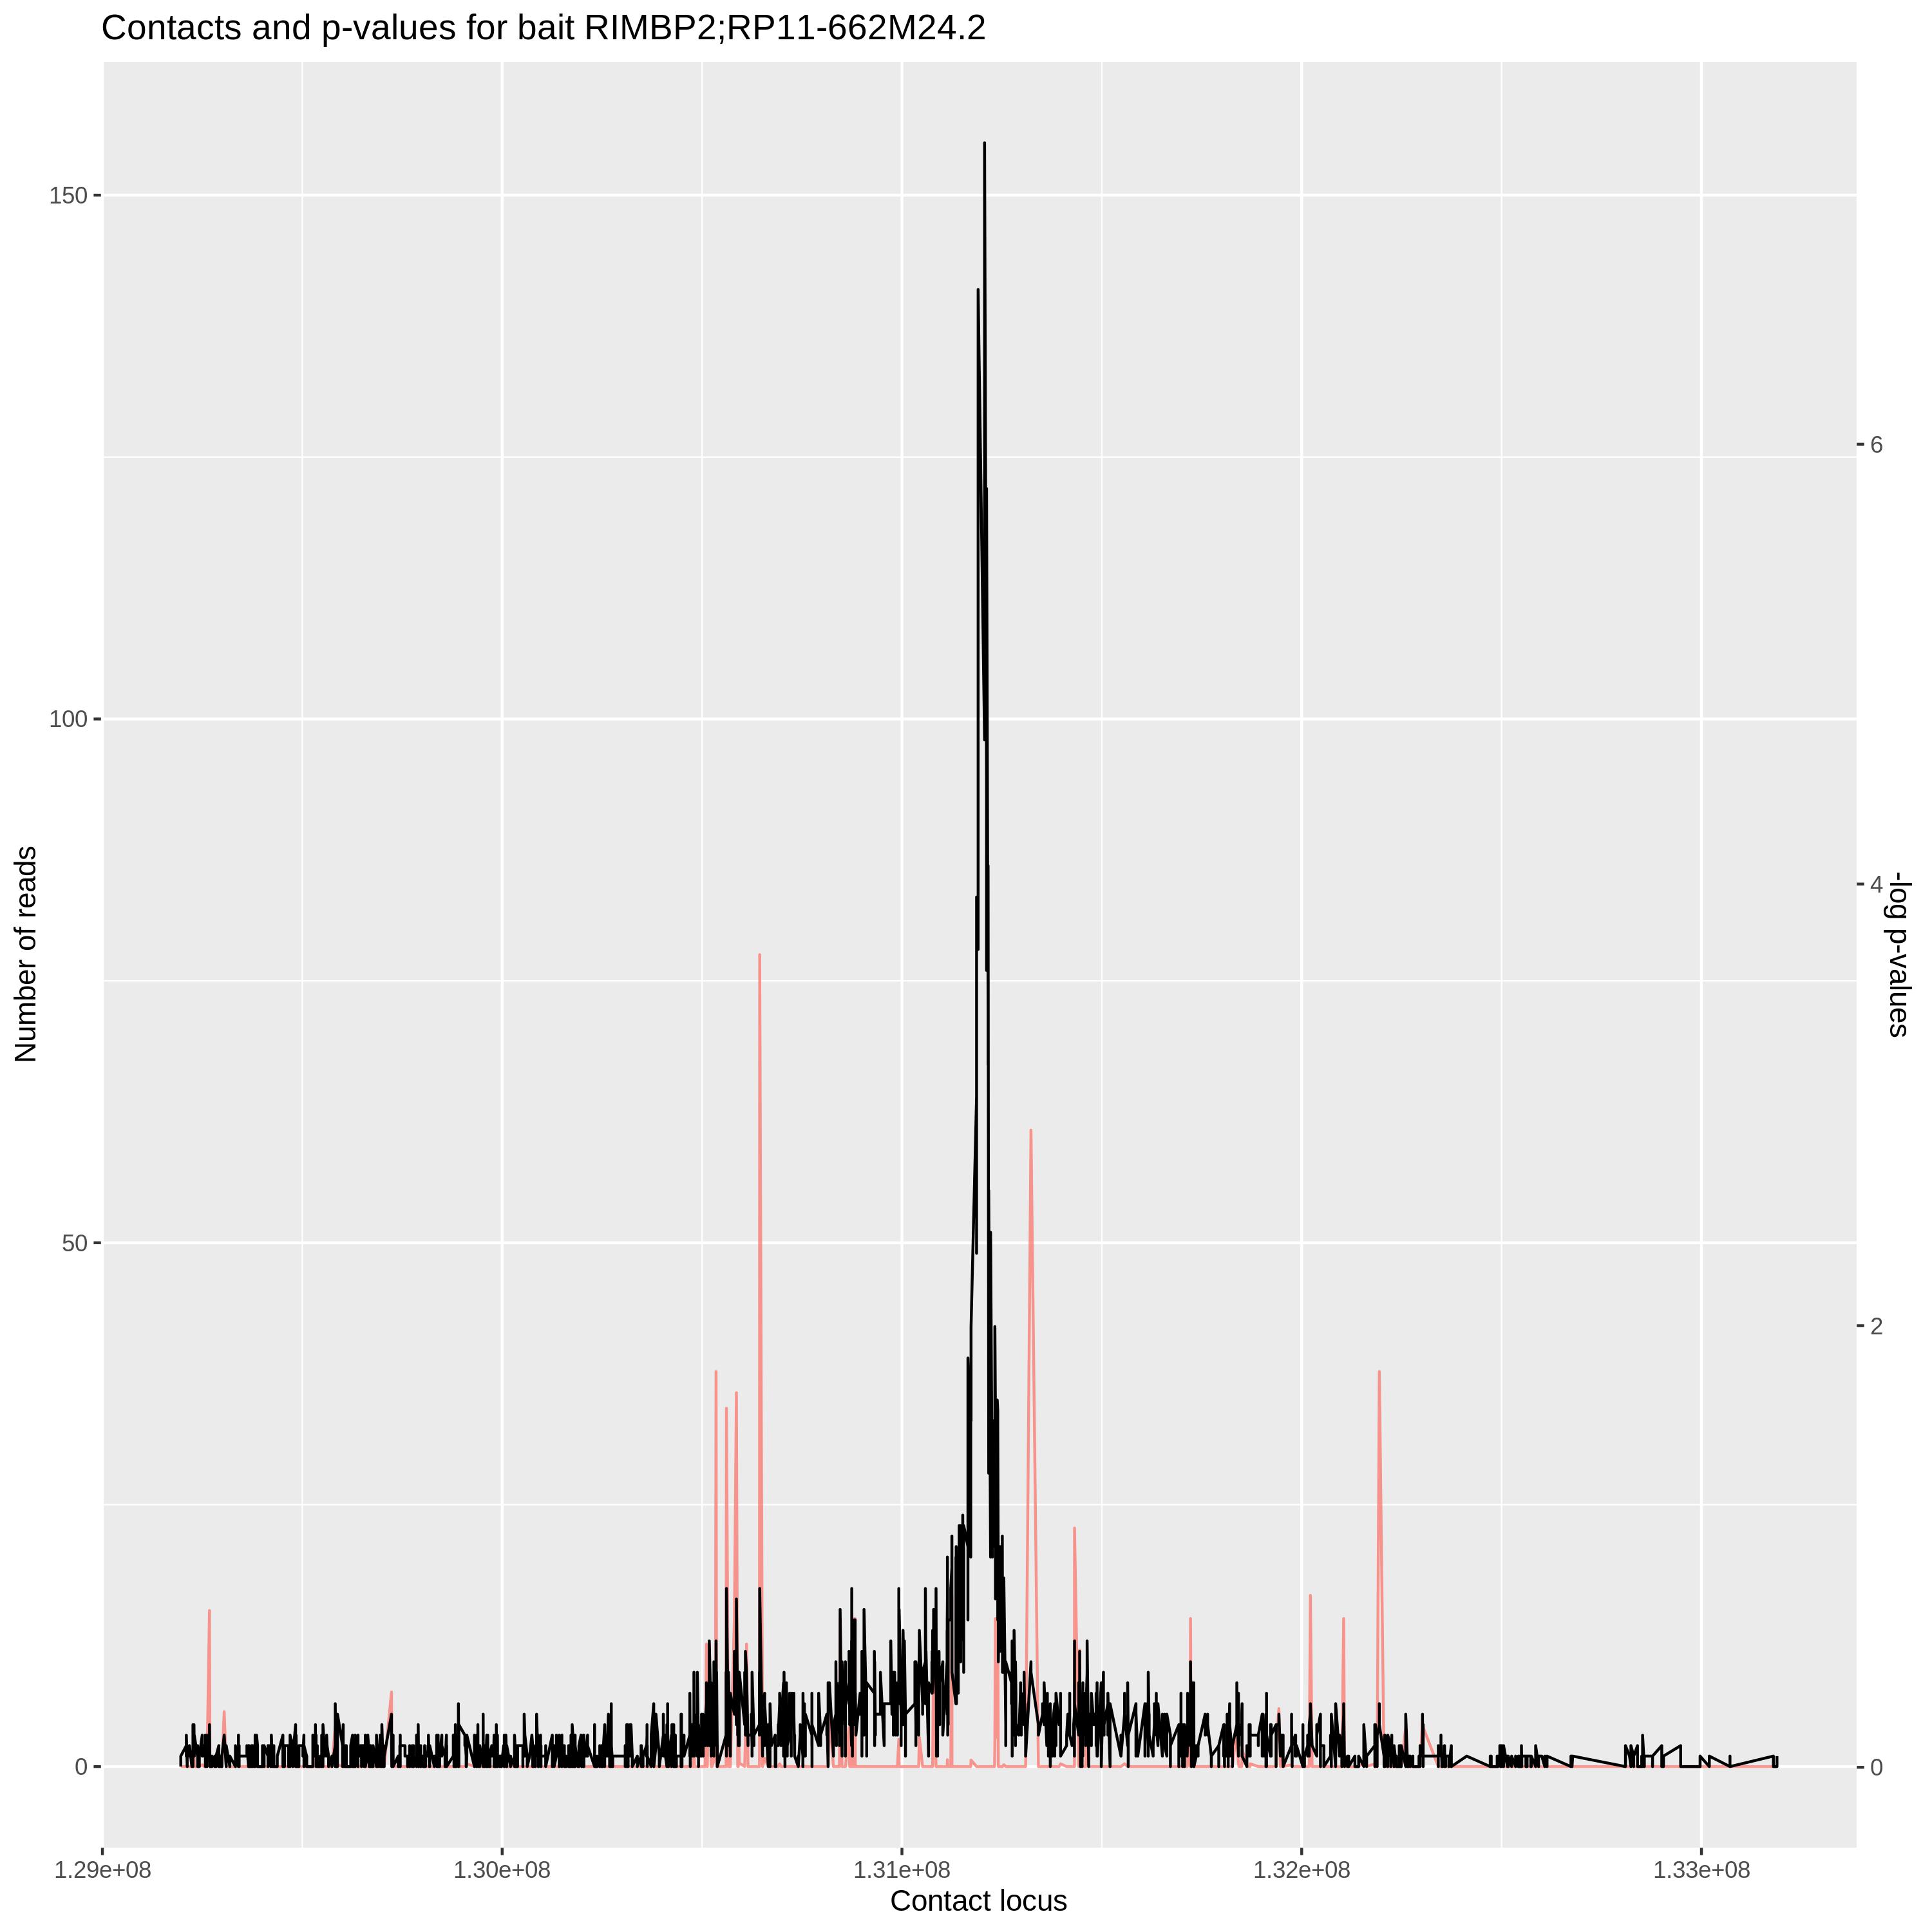 Contacts and p-values for bait RIMBP2;RP11-662M24.2
150
100
50
0
Number of reads
6
4
2
0
-log p-values
1.29e+08
1.30e+08
1.31e+08
1.32e+08
1.33e+08
Contact locus